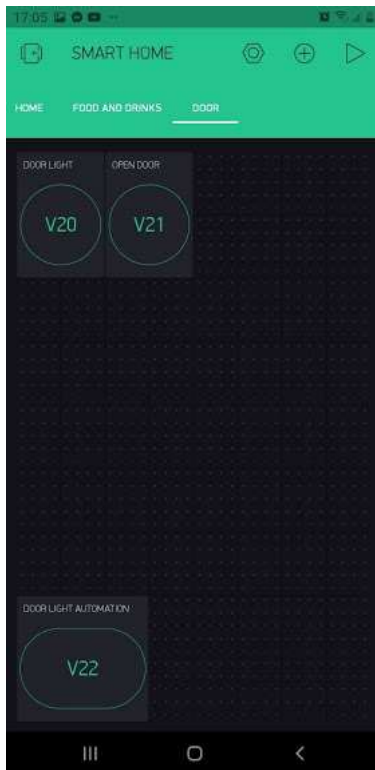 17:05
SMART HOME
HOME FOOD AND DRINKS DOOR
DOOR LIGHT OPEN DOOR
V20 V21
DOOR LIGHT AUTOMATION
V22